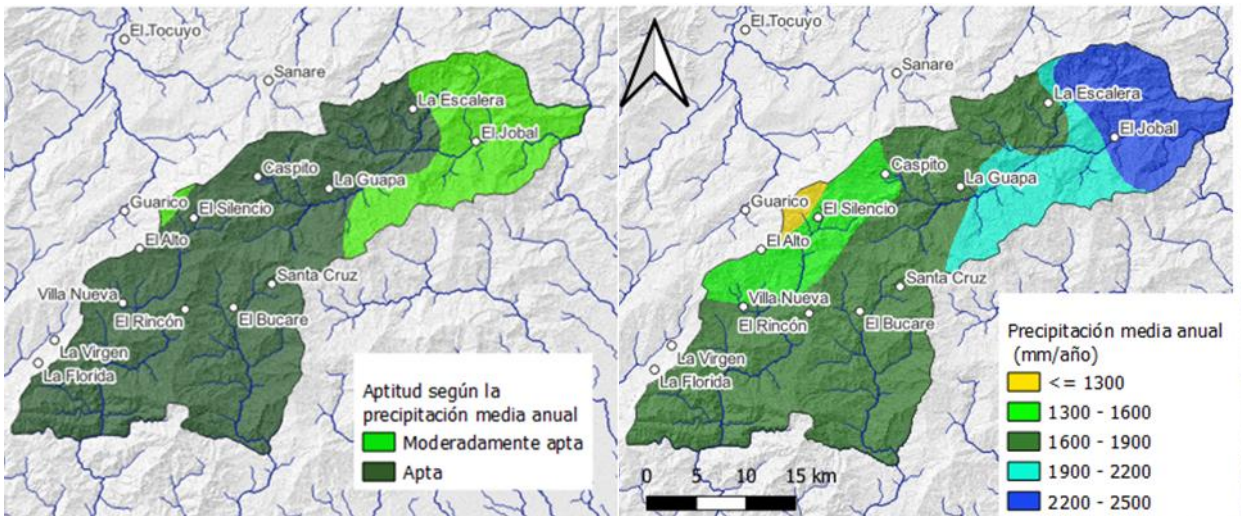 El Tocuyo
Sanare
La Escalera
El Jobal
Caspito
La Guapa
Guarico
El Silencio
El Alto
Santa Cruz
Villa Nueva
El Rincón
El Bucare
La Virgen
La Florida
Aptitud según la
precipitación media anual
Moderadamente apta
Apta
El Tocuyo
Sanare
La Escalera
El Jobal
Caspito
La Guapa
Guarico
El Silencio
El Alto
Santa Cruz
Villa Nueva
El Rincón
El Bucare
La Virgen
La Florida
Precipitación media anual
(mm/año)
<= 1300
1300 - 1600
1600 - 1900
1900 - 2200
2200 - 2500
0 5 10 15 km